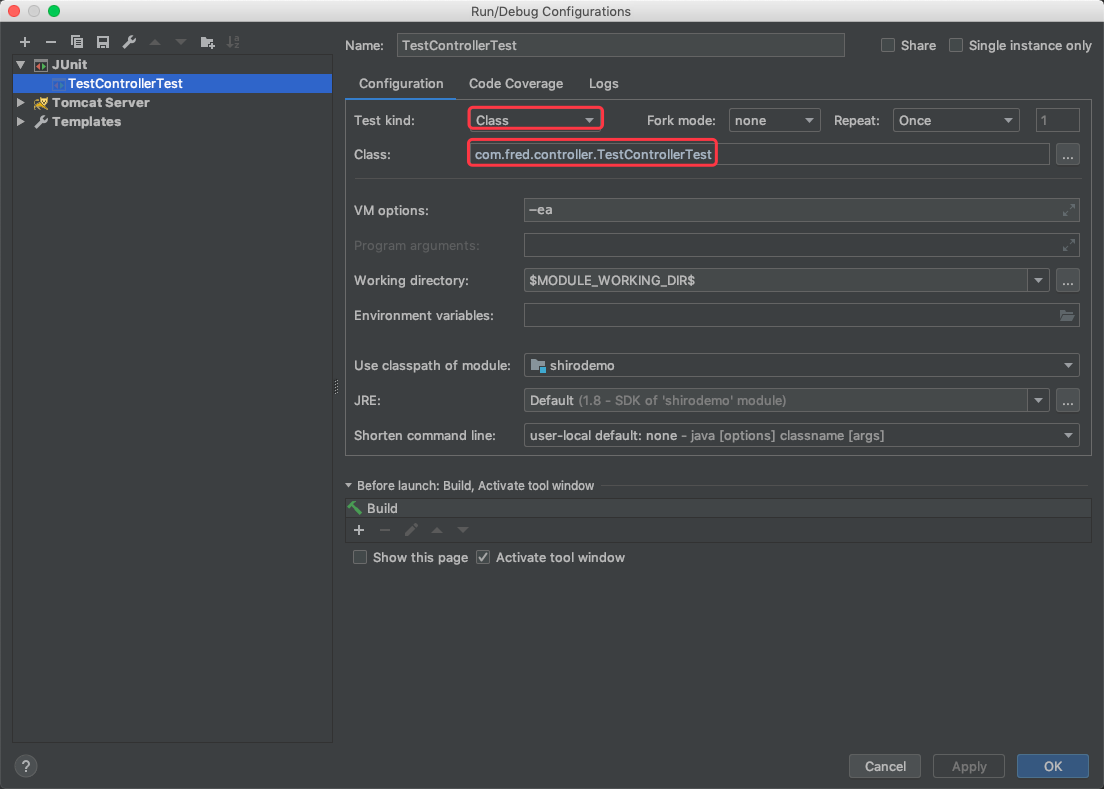 Run/Debug Configurations
Name: TestControllerTest Share Single instance only
JUnit
TestControllerTest
Tomcat Server
Templates
Configuration Code Coverage Logs
Test kind: Class Fork mode: none Repeat: Once 1
Class: com.fred.controller.TestControllerTest ...
VM options: -ea
Program arguments:
Working directory: $MODULE_WORKING_DIR$ ...
Environment variables:
Use classpath of module: shirodemo
JRE: Default (1.8 - SDK of 'shirodemo' module) ...
Shorten command line: user-local default: none - java [options] classname [args]
Before launch: Build, Activate tool window
Build
Show this page Activate tool window
? Cancel Apply OK